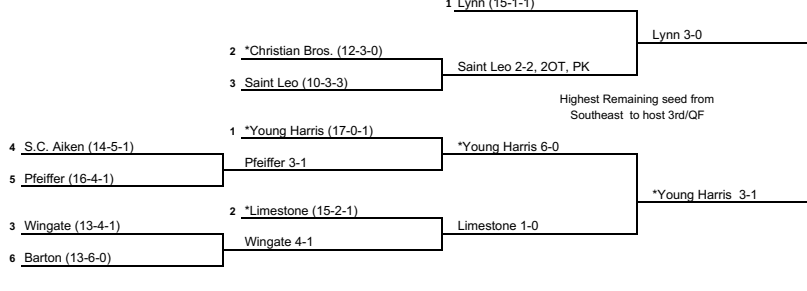 1 Lynn (15-1-1)
Lynn 3-0
2 *Christian Bros. (12-3-0)
Saint Leo 2-2, 2OT, PK
3 Saint Leo (10-3-3)
Highest Remaining seed from
Southeast to host 3rd/QF
1 *Young Harris (17-0-1)
4 S.C. Aiken (14-5-1)
*Young Harris 6-0
Pfeiffer 3-1
5 Pfeiffer (16-4-1)
*Young Harris 3-1
2 *Limestone (15-2-1)
3 Wingate (13-4-1)
Limestone 1-0
Wingate 4-1
6 Barton (13-6-0)